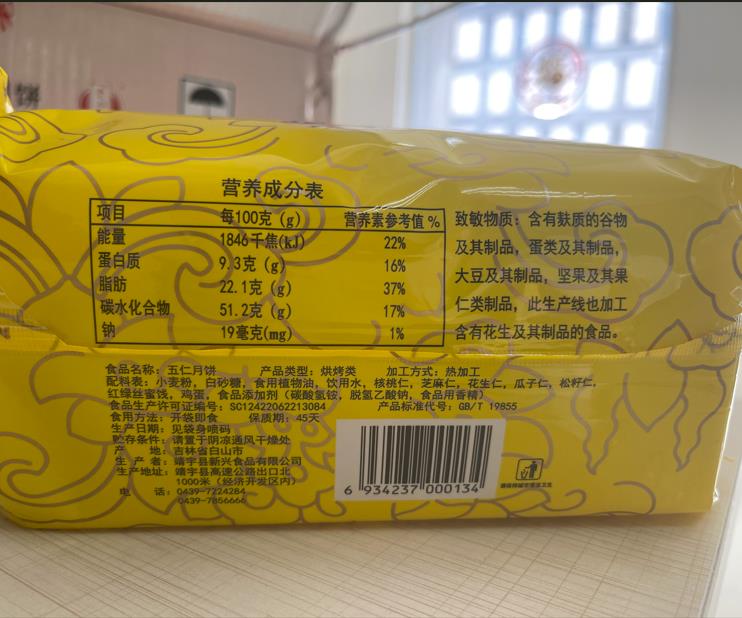 营养成分表
项目 每100克（g） 营养素参考值 %
能量 1846千焦(kJ) 22%
蛋白质 9.3克（g） 16%
脂肪 22.1克（g） 37%
碳水化合物 51.2克（g） 17%
钠 19毫克(mg) 1%
致敏物质：含有麸质的谷物
及其制品，蛋类及其制品，
大豆及其制品，坚果及其果
仁类制品，此生产线也加工
含有花生及其制品的食品。
食品名称：五仁月饼 产品类型：烘烤类 加工方式：热加工
配料表：小麦粉，白砂糖，食用植物油，饮用水，核桃仁，芝麻仁，花生仁，瓜子仁，松籽仁，
红绿丝蜜饯，鸡蛋，食品添加剂（碳酸氢铵，脱氢乙酸钠，食用香精）
食品生产许可证编号：SC12422062213084 产品标准代号：GB/T 19855
食用方法：开袋即食 保质期：45天
生产日期：见袋身喷码
贮存条件：请置于阴凉通风干燥处
产 地：吉林省白山市
生 产 者：靖宇县新兴食品有限公司
生产地址：靖宇县高速公路出口北
1000米（经济开发区内）
电 话：0439-7224284
0439-7856666
6 934237 000134